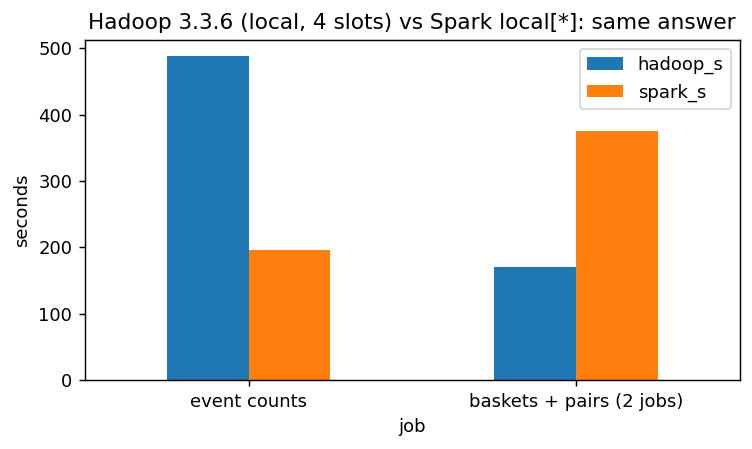 Hadoop 3.3.6 (local, 4 slots) vs Spark local[*]: same answer
hadoop_s
spark_s
seconds
500
400
300
200
100
0
event counts
baskets + pairs (2 jobs)
job